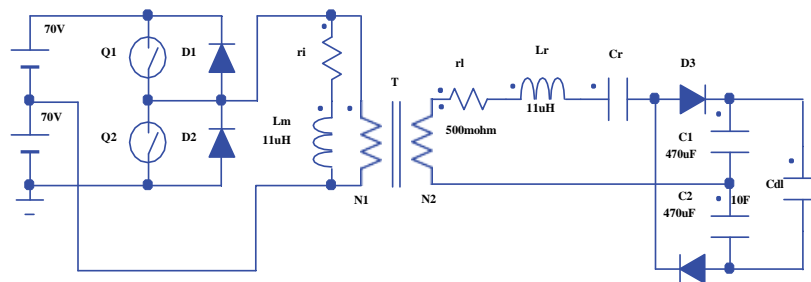 70V
Q1
D1
ri
70V
Q2
D2
Lm
11uH
N1
T
N2
rl
500mohm
Lr
11uH
Cr
D3
C1
470uF
C2
470uF
10F
Cdl